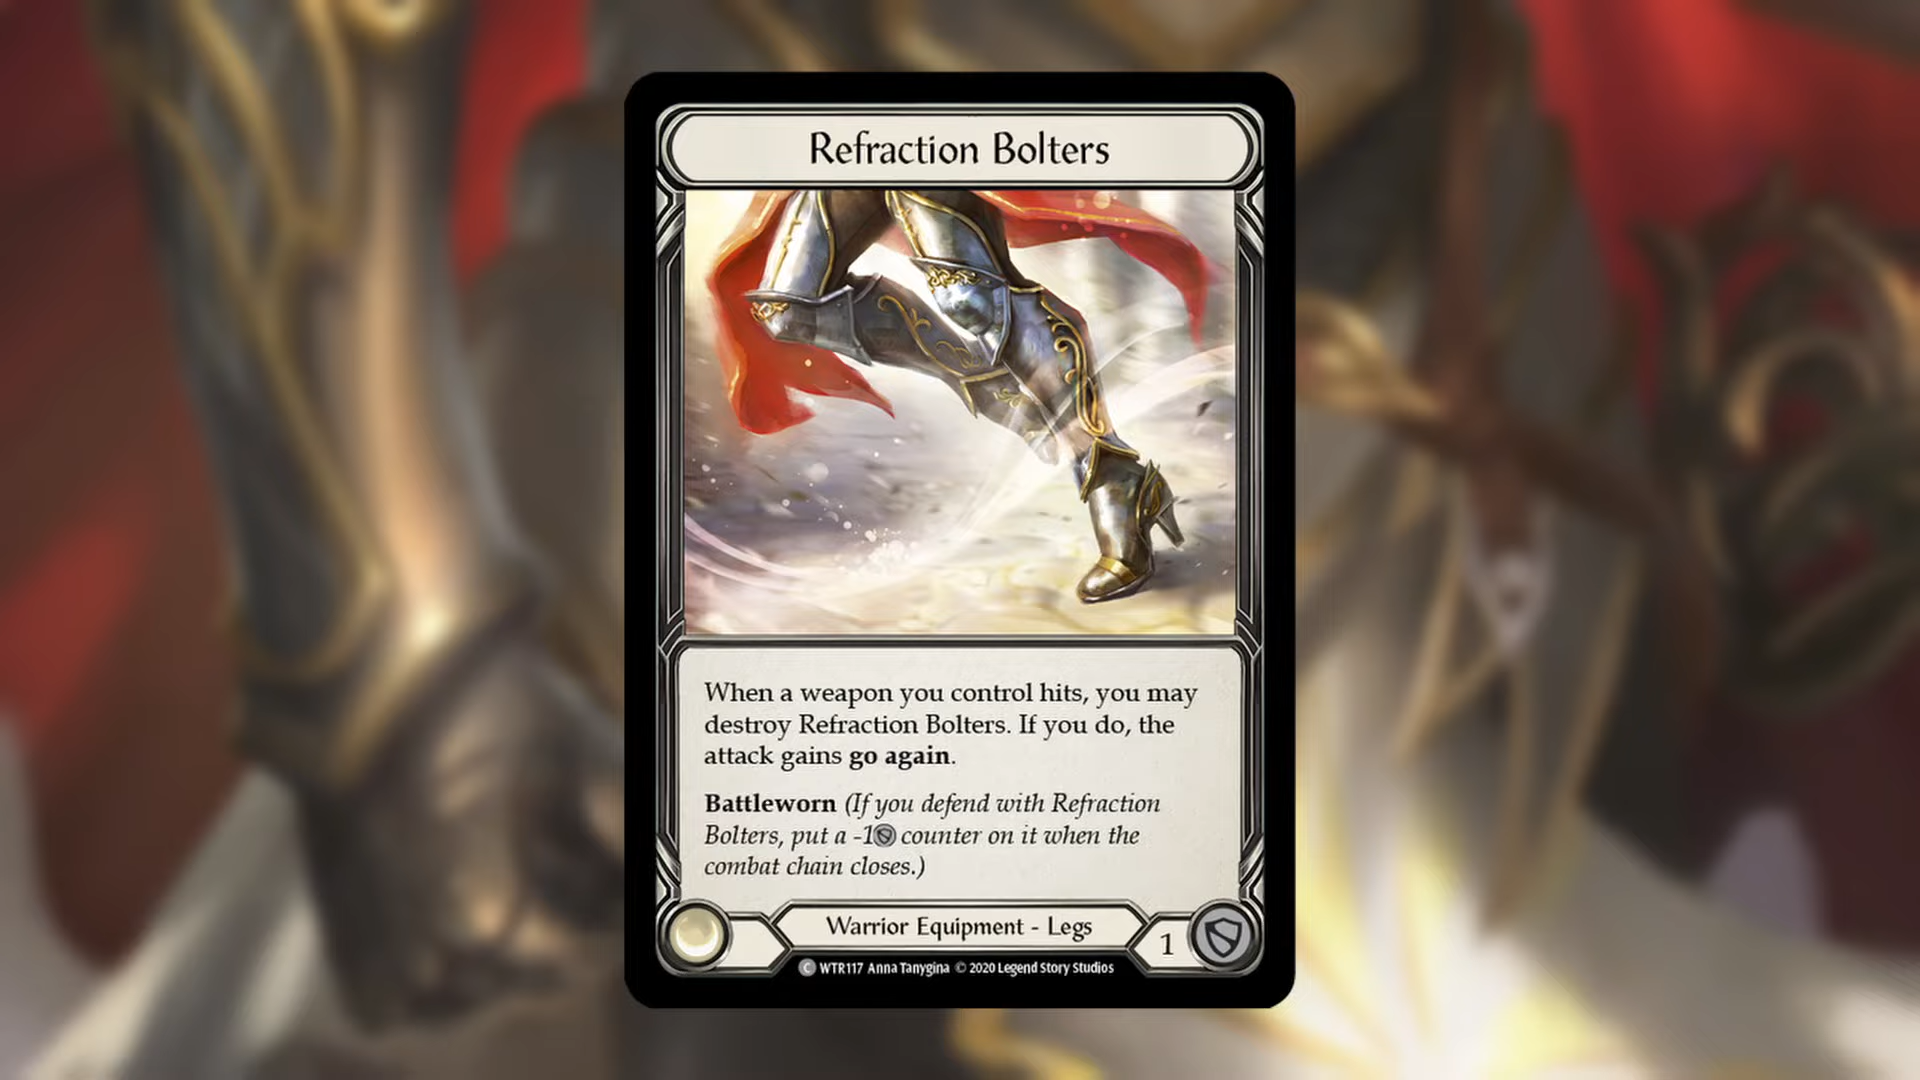 Refraction Bolters
When a weapon you control hits, you may
destroy Refraction Bolters. If you do, the
attack gains go again.
Battleworn (If you defend with Refraction
Bolters, put a -1 counter on it when the
combat chain closes.)
Warrior Equipment - Legs
1
C WTR117 Anna Tanygina © 2020 Legend Story Studios